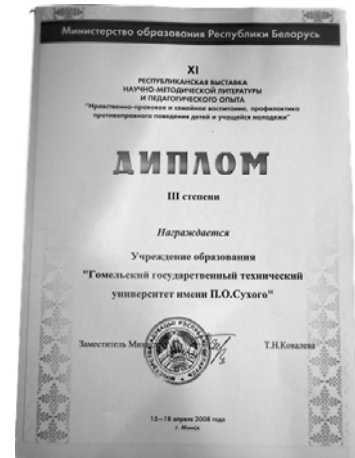 Министерство образования Республики Беларусь
XI
РЕСПУБЛИКАНСКАЯ ВЫСТАВКА
НАУЧНО-МЕТОДИЧЕСКОЙ ЛИТЕРАТУРЫ
И ПЕДАГОГИЧЕСКОГО ОПЫТА
"Нравственно-правовое и семейное воспитание, профилактика
противоправного поведения детей и учащейся молодежи"
ДИПЛОМ
III степени
Награждается
Учреждение образования
"Гомельский государственный технический
университет имени П.О.Сухого"
Заместитель Т.Н.Ковалева
15—18 апреля 2008 года
г. Минск